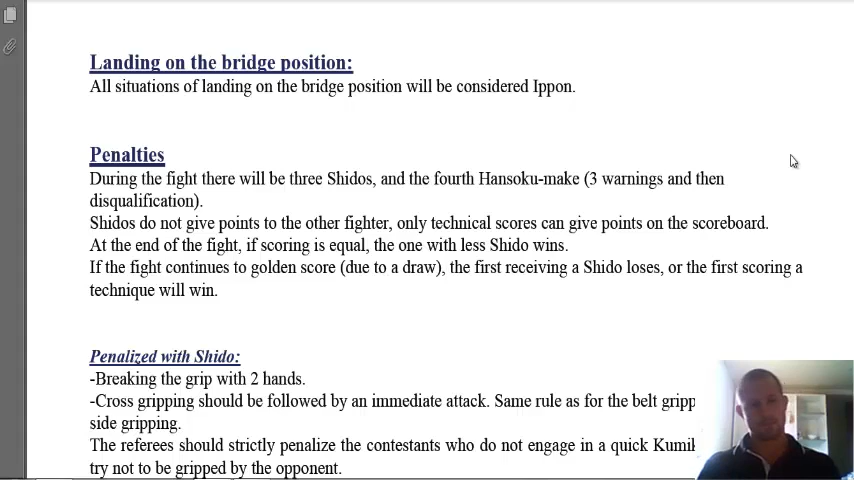 Landing on the bridge position:
All situations of landing on the bridge position will be considered Ippon.
Penalties
During the fight there will be three Shidos, and the fourth Hansoku-make (3 warnings and then
disqualification).
Shidos do not give points to the other fighter, only technical scores can give points on the scoreboard.
At the end of the fight, if scoring is equal, the one with less Shido wins.
If the fight continues to golden score (due to a draw), the first receiving a Shido loses, or the first scoring a
technique will win.
Penalized with Shido:
-Breaking the grip with 2 hands.
-Cross gripping should be followed by an immediate attack. Same rule as for the belt gripp
side gripping.
The referees should strictly penalize the contestants who do not engage in a quick
try not to be gripped by the opponent.